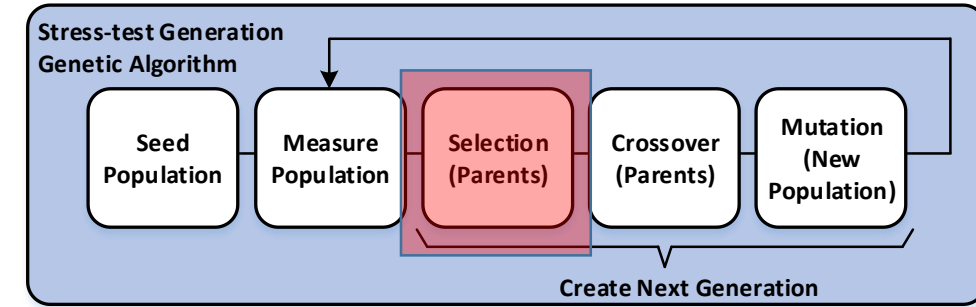 Stress-test Generation
Genetic Algorithm
Seed
Population
Measure
Population
Selection
(Parents)
Crossover
(Parents)
Mutation
(New
Population)
Create Next Generation